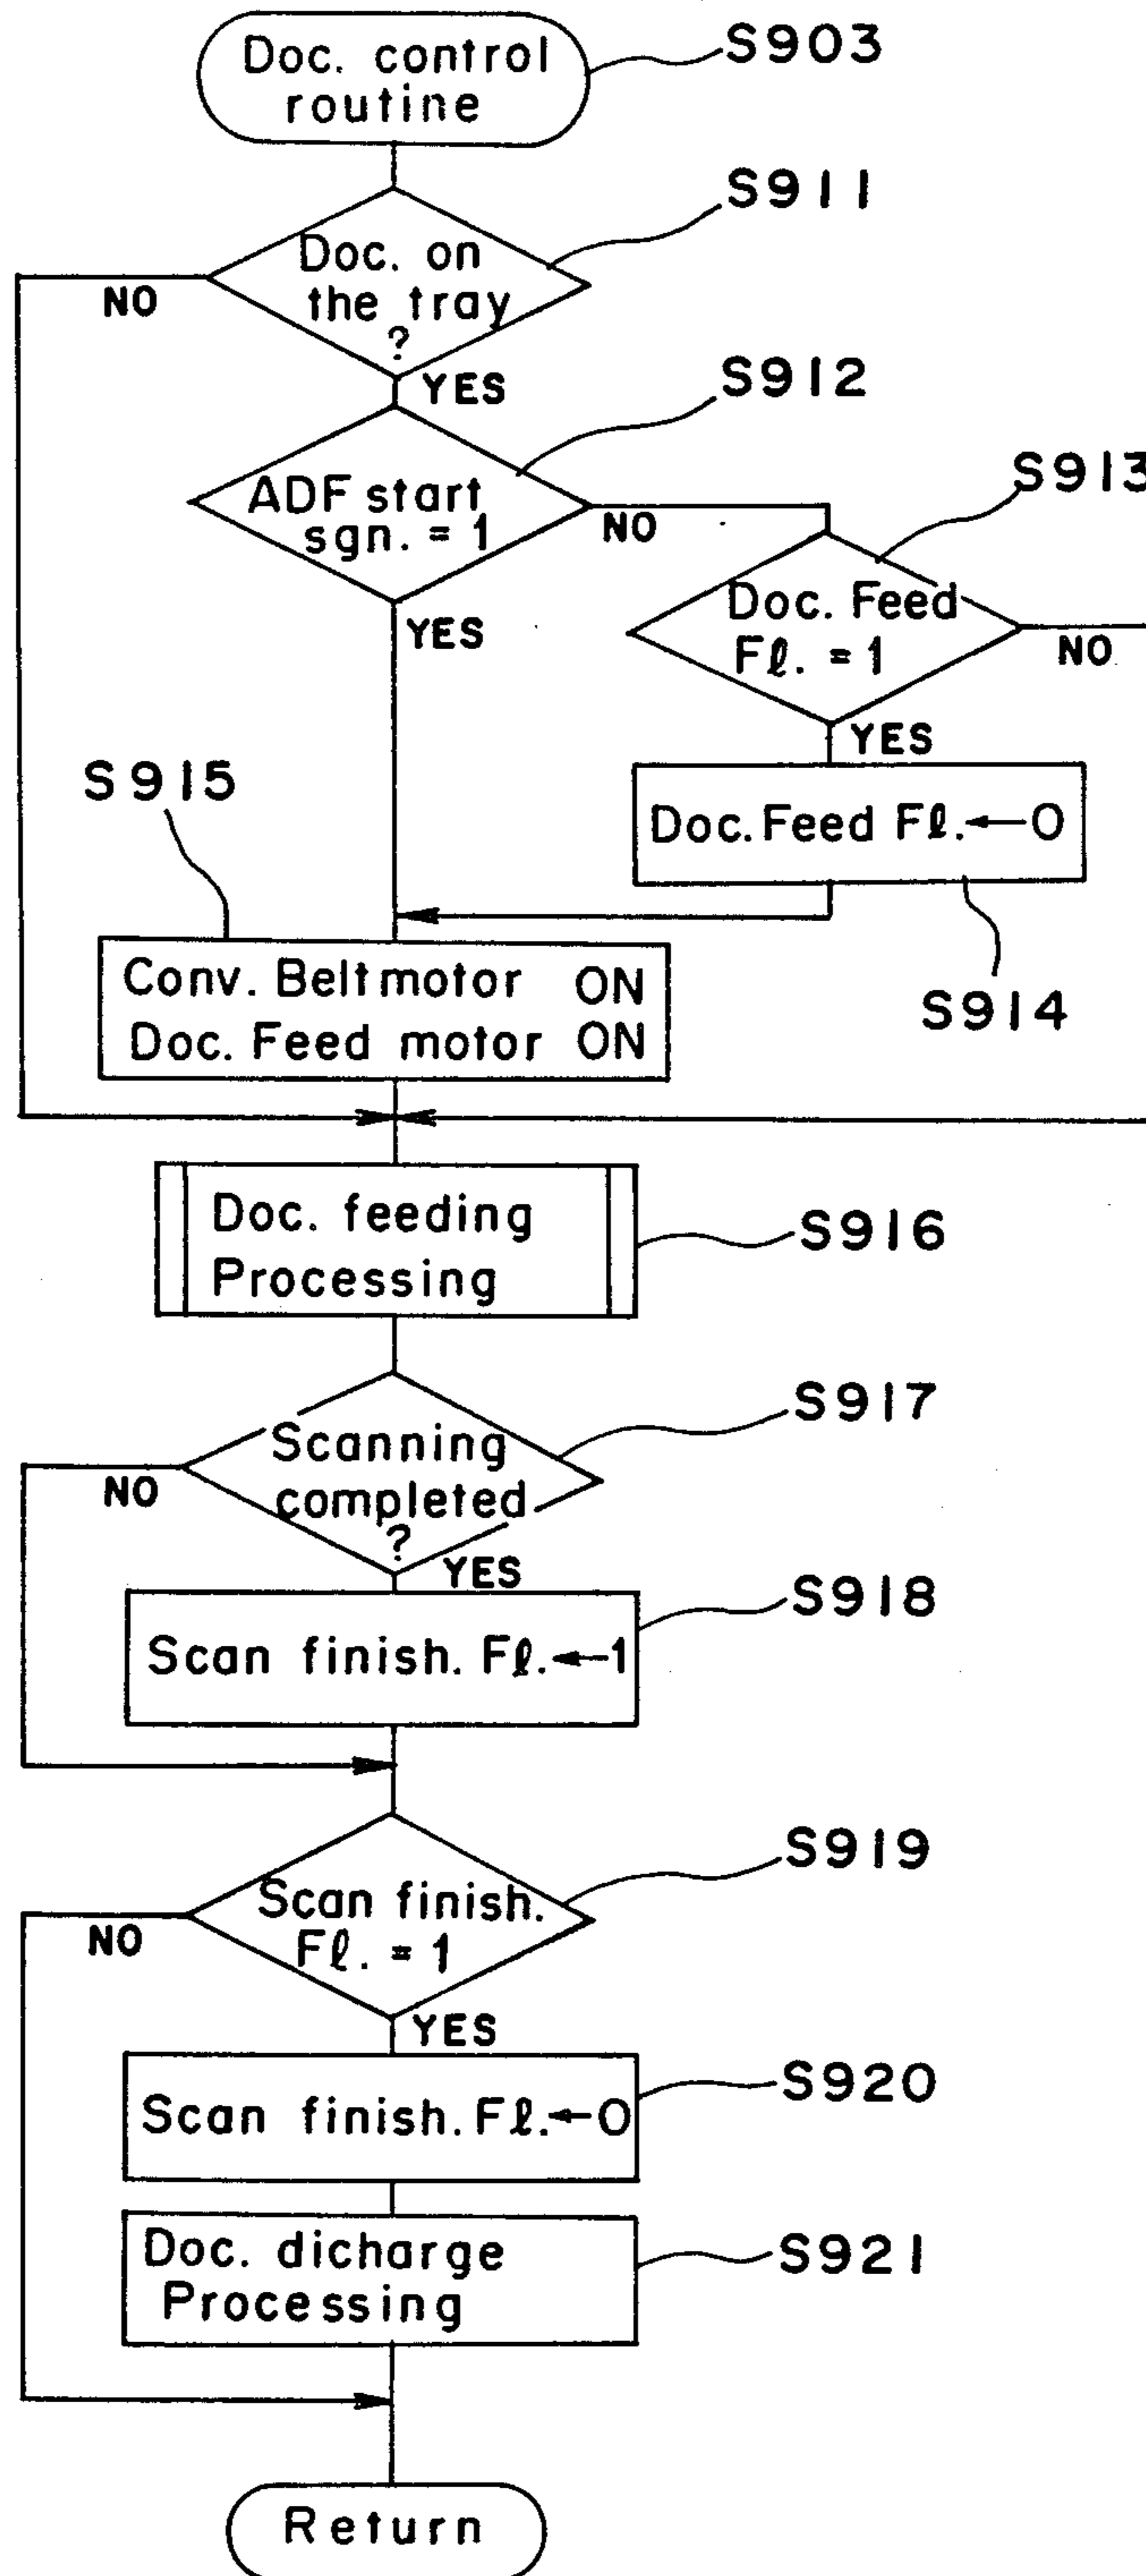 Doc. control
routine
S903
S911
Doc. on
the tray
?
NO
YES
S912
ADF start
sgn. = 1
NO
YES
S913
Doc. Feed
Fℓ. = 1
NO
YES
Doc. Feed Fℓ.←0
S914
S915
Conv. Belt motor ON
Doc. Feed motor ON
Doc. feeding
Processing
S916
S917
Scanning
completed
?
NO
YES
S918
Scan finish. Fℓ.←1
S919
Scan finish.
Fℓ. = 1
NO
YES
S920
Scan finish. Fℓ.←0
Doc. dicharge
Processing
S921
Return